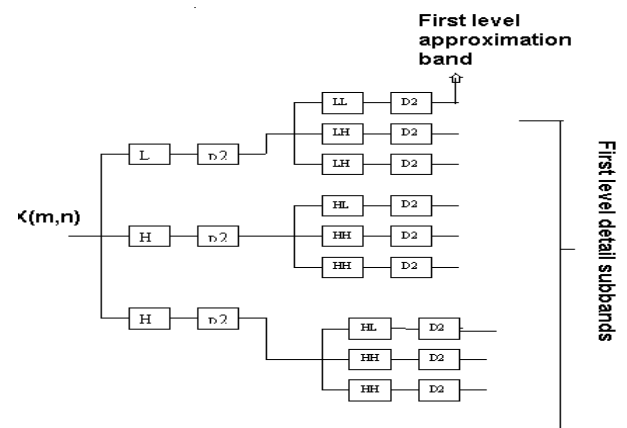 First level
approximation
band
LL D2
LH D2
L D2
LH D2
HL D2
X(m,n)
H D2
HH D2
HH D2
H D2
HL D2
HH D2
HH D2
First level detail subbands